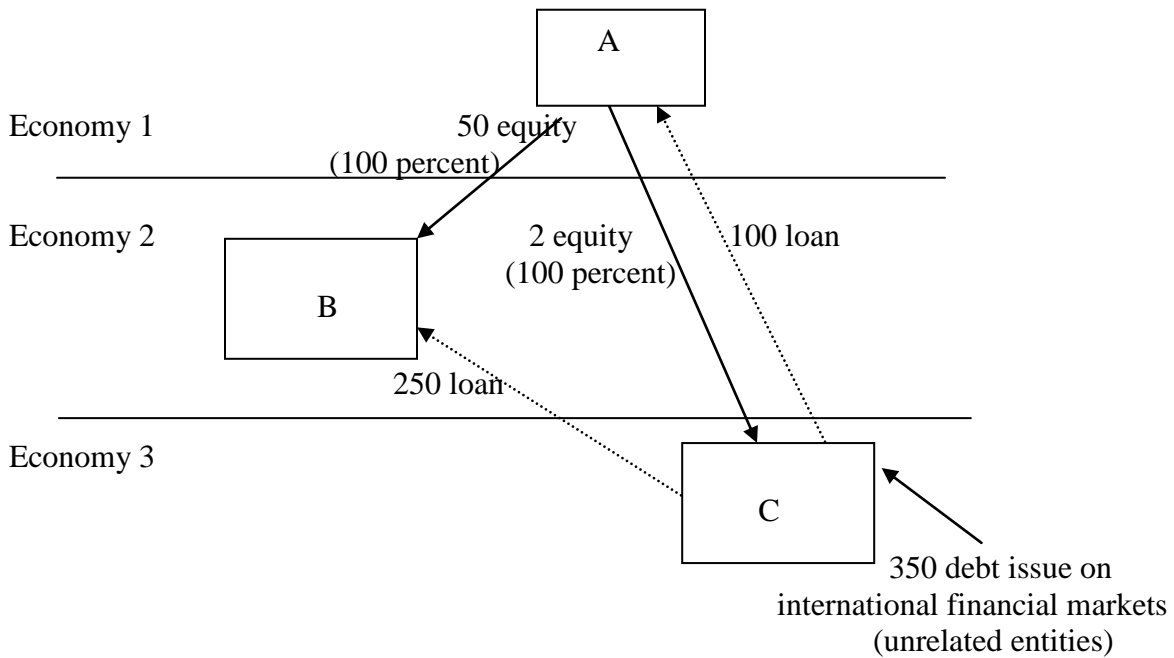 A
Economy 1
50 equity
(100 percent)
Economy 2
2 equity
(100 percent)
100 loan
B
250 loan
Economy 3
C
350 debt issue on
international financial markets
(unrelated entities)